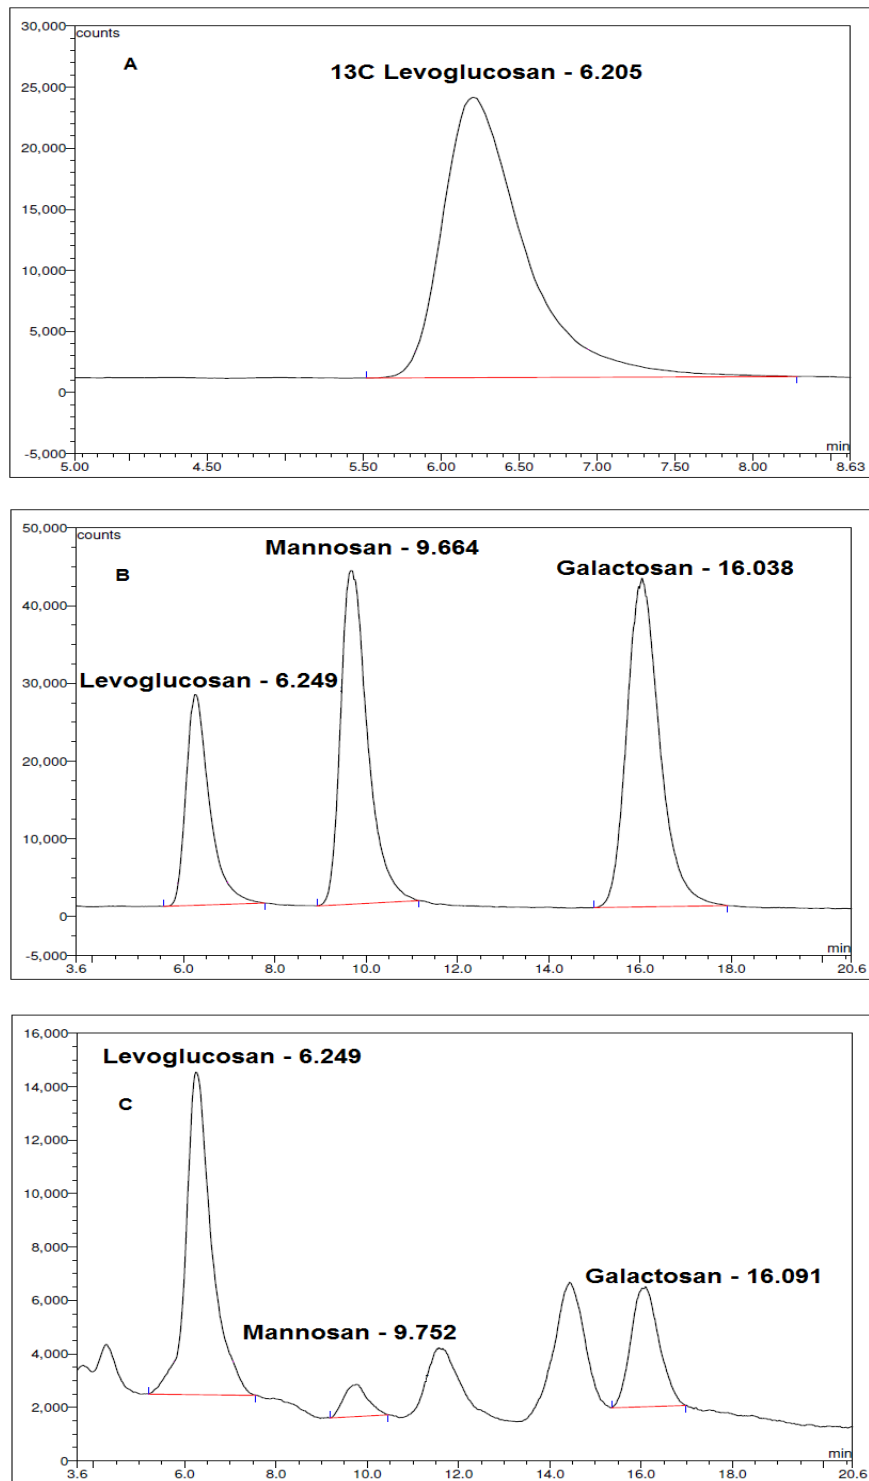 30,000
counts
A
13C Levoglucosan - 6.205
25,000
20,000
15,000
10,000
5,000
0
-5,000
min
5.00 4.50 5.50 6.00 6.50 7.00 7.50 8.00 8.63
50,000
counts
Mannosan - 9.664
B
Galactosan - 16.038
40,000
Levoglucosan - 6.249
30,000
20,000
10,000
0
-5,000
min
3.6 6.0 8.0 10.0 12.0 14.0 16.0 18.0 20.6
16,000
Levoglucosan - 6.249
14,000
C
12,000
10,000
8,000
Galactosan - 16.091
6,000
Mannosan - 9.752
4,000
2,000
0
min
3.6 6.0 8.0 10.0 12.0 14.0 16.0 18.0 20.6